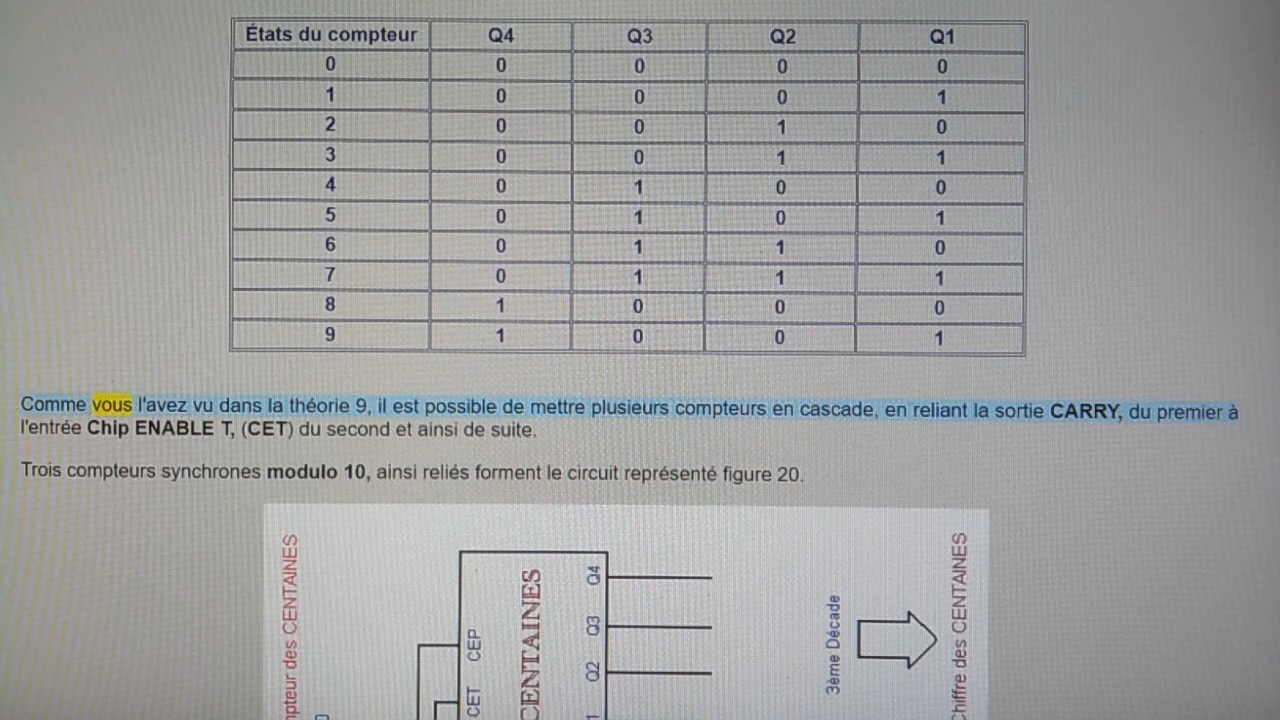 États du compteur Q4 Q3 Q2 Q1
0 0 0 0 0
1 0 0 0 1
2 0 0 1 0
3 0 0 1 1
4 0 1 0 0
5 0 1 0 1
6 0 1 1 0
7 0 1 1 1
8 1 0 0 0
9 1 0 0 1
Comme vous l'avez vu dans la théorie 9, il est possible de mettre plusieurs compteurs en cascade, en reliant la sortie CARRY, du premier à
l'entrée Chip ENABLE T, (CET) du second et ainsi de suite.
Trois compteurs synchrones modulo 10, ainsi reliés forment le circuit représenté figure 20.
des CENTAINES
CET CEP
CENTAINES
Q2 Q3 Q4
3ème Décade
des CENTAINES